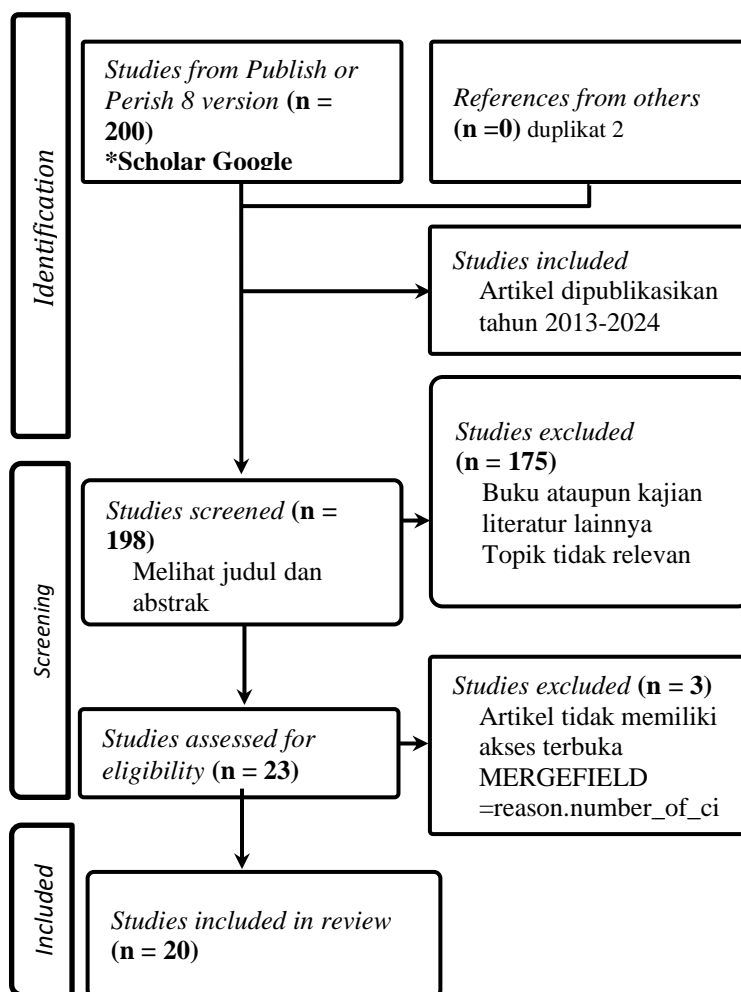 Identification
Studies from Publish or
Perish 8 version (n =
200)
*Scholar Google
References from others
(n =0) duplikat 2
Studies included
Artikel dipublikasikan
tahun 2013-2024
Screening
Studies screened (n =
198)
Melihat judul dan
abstrak
Studies excluded
(n = 175)
Buku ataupun kajian
literatur lainnya
Topik tidak relevan
Studies assessed for
eligibility (n = 23)
Studies excluded (n = 3)
Artikel tidak memiliki
akses terbuka
MERGEFIELD
=reason.number_of_ci
Included
Studies included in review
(n = 20)